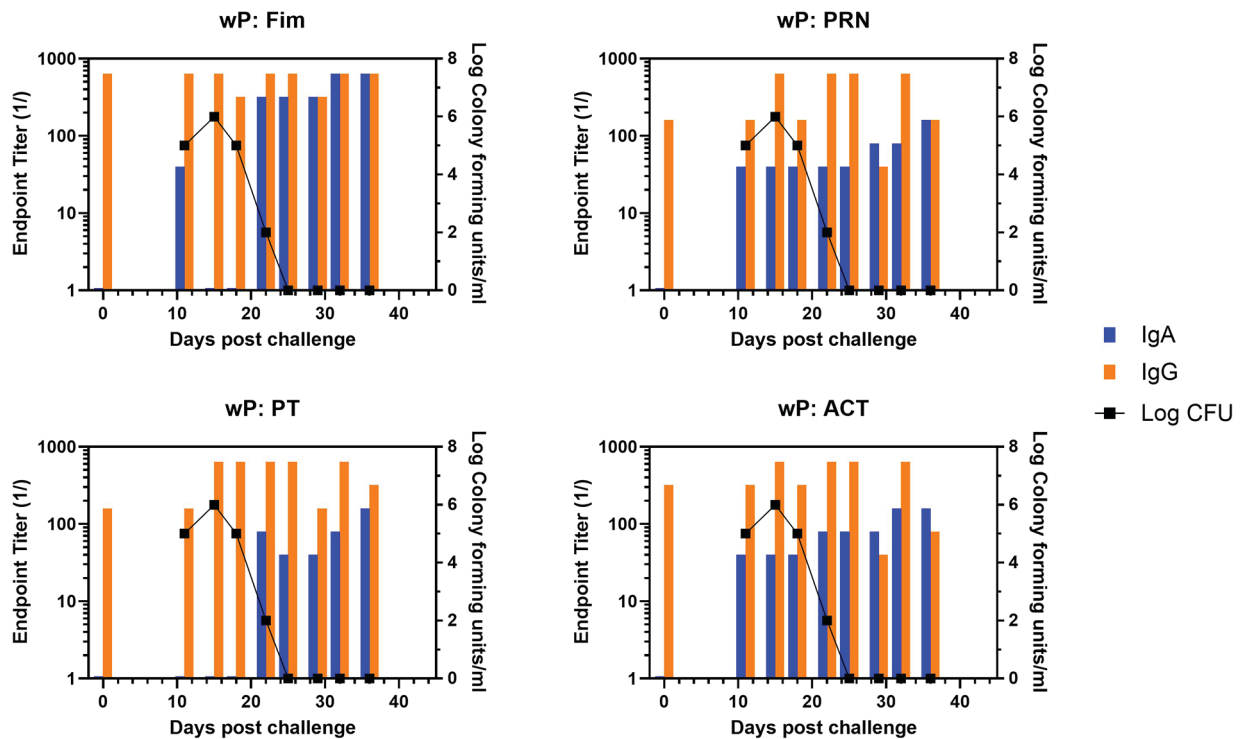 wP: Fim
1000
100
10
1
Endpoint Titer (1/)
8
6
4
2
0
Log Colony forming units/ml
0 10 20 30 40
Days post challenge
wP: PRN
1000
100
10
1
Endpoint Titer (1/)
8
6
4
2
0
Log Colony forming units/ml
0 10 20 30 40
Days post challenge
IgA
IgG
Log CFU
wP: PT
1000
100
10
1
Endpoint Titer (1/)
8
6
4
2
0
Log Colony forming units/ml
0 10 20 30 40
Days post challenge
wP: ACT
1000
100
10
1
Endpoint Titer (1/)
8
6
4
2
0
Log Colony forming units/ml
0 10 20 30 40
Days post challenge